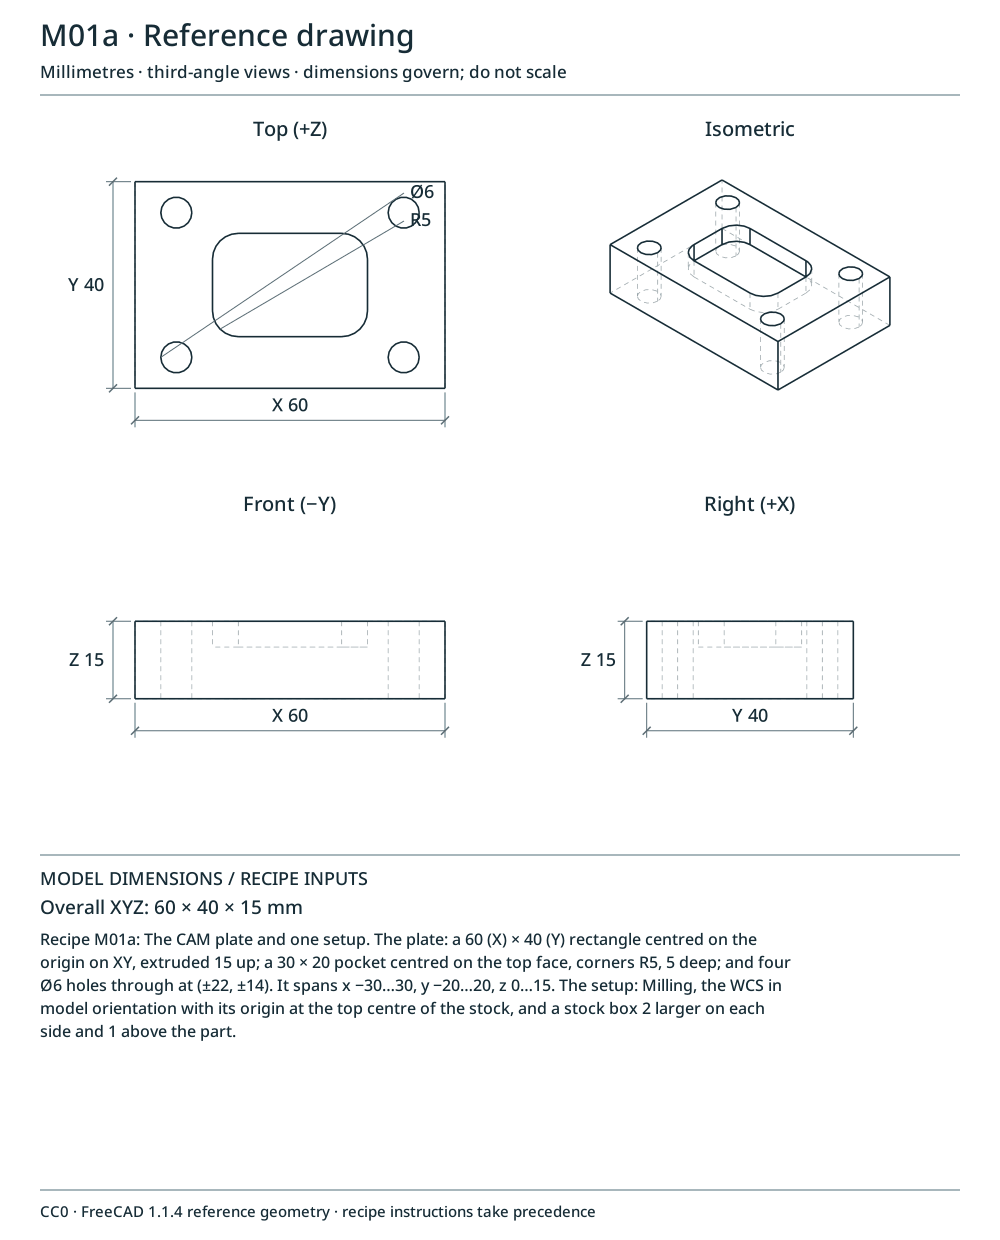 M01a · Reference drawing
Millimetres · third-angle views · dimensions govern; do not scale
Top (+Z)
Isometric
Ø6
R5
Y 40
X 60
Front (−Y)
Right (+X)
Z 15
X 60
Z 15
Y 40
MODEL DIMENSIONS / RECIPE INPUTS
Overall XYZ: 60 × 40 × 15 mm
Recipe M01a: The CAM plate and one setup. The plate: a 60 (X) × 40 (Y) rectangle centred on the
origin on XY, extruded 15 up; a 30 × 20 pocket centred on the top face, corners R5, 5 deep; and four
Ø6 holes through at (±22, ±14). It spans x −30…30, y −20…20, z 0…15. The setup: Milling, the WCS in
model orientation with its origin at the top centre of the stock, and a stock box 2 larger on each
side and 1 above the part.
CC0 · FreeCAD 1.1.4 reference geometry · recipe instructions take precedence